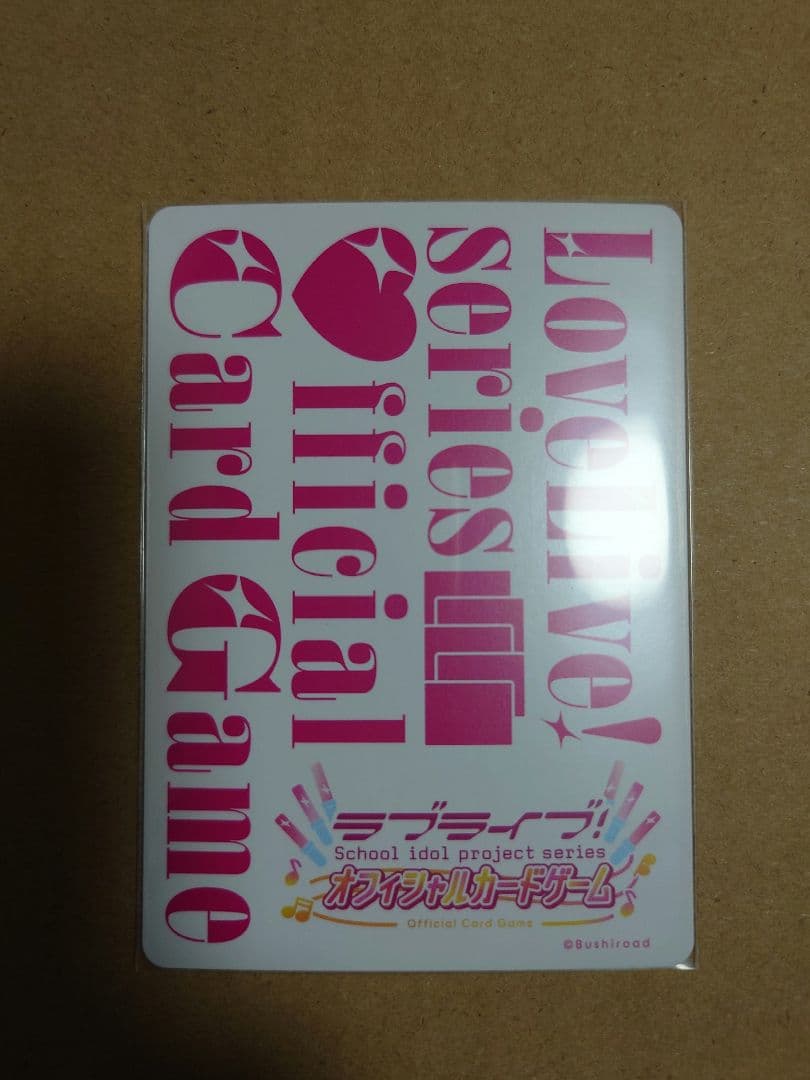 LoveLive!
series
Official
Card Game
ラブライブ!
School idol project series
オフィシャルカードゲーム
Official Card Game
©Bushiroad